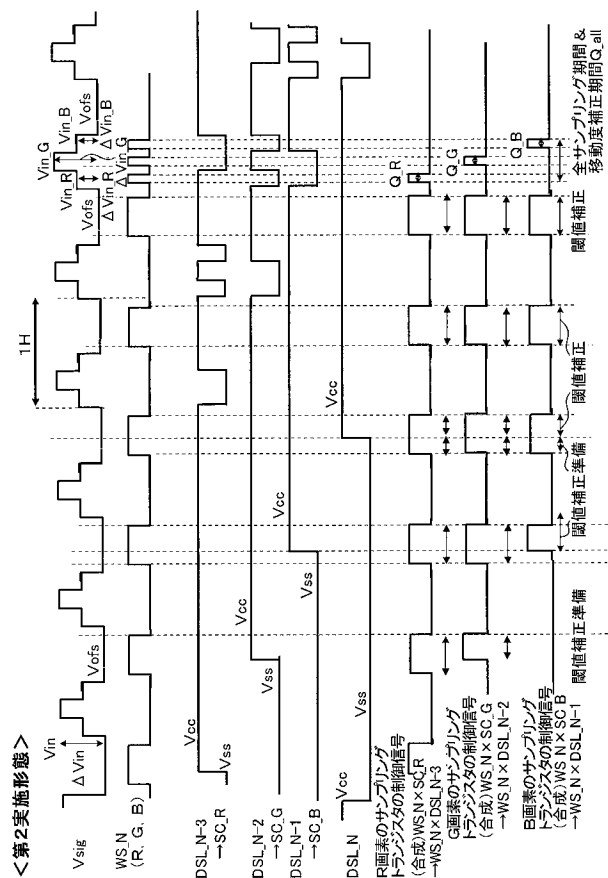 <第2実施形態>
1H
Vin
ΔVin
Vofs
Vsig
Vin_G
Vin_R
Vin_B
Vofs
Vofs
ΔVin_R
ΔVin_G
ΔVin_B
WS_N
(R, G, B)
DSL_N-3
→SC_R
Vcc
Vss
DSL_N-2
→SC_G
Vcc
Vss
DSL_N-1
→SC_B
Vcc
Vss
DSL_N
Vcc
Vss
Vcc
R画素のサンプリング
トランジスタの制御信号
(合成)WS_N×SC_R
→WS_N×DSL_N-3
Q_R
G画素のサンプリング
トランジスタの制御信号
(合成)WS_N×SC_G
→WS_N×DSL_N-2
Q_G
B画素のサンプリング
トランジスタの制御信号
(合成)WS_N×SC_B
→WS_N×DSL_N-1
Q_B
閾値補正準備
閾値補正準備
閾値補正準備
閾値補正
閾値補正
全サンプリング期間&
移動度補正期間Q_all